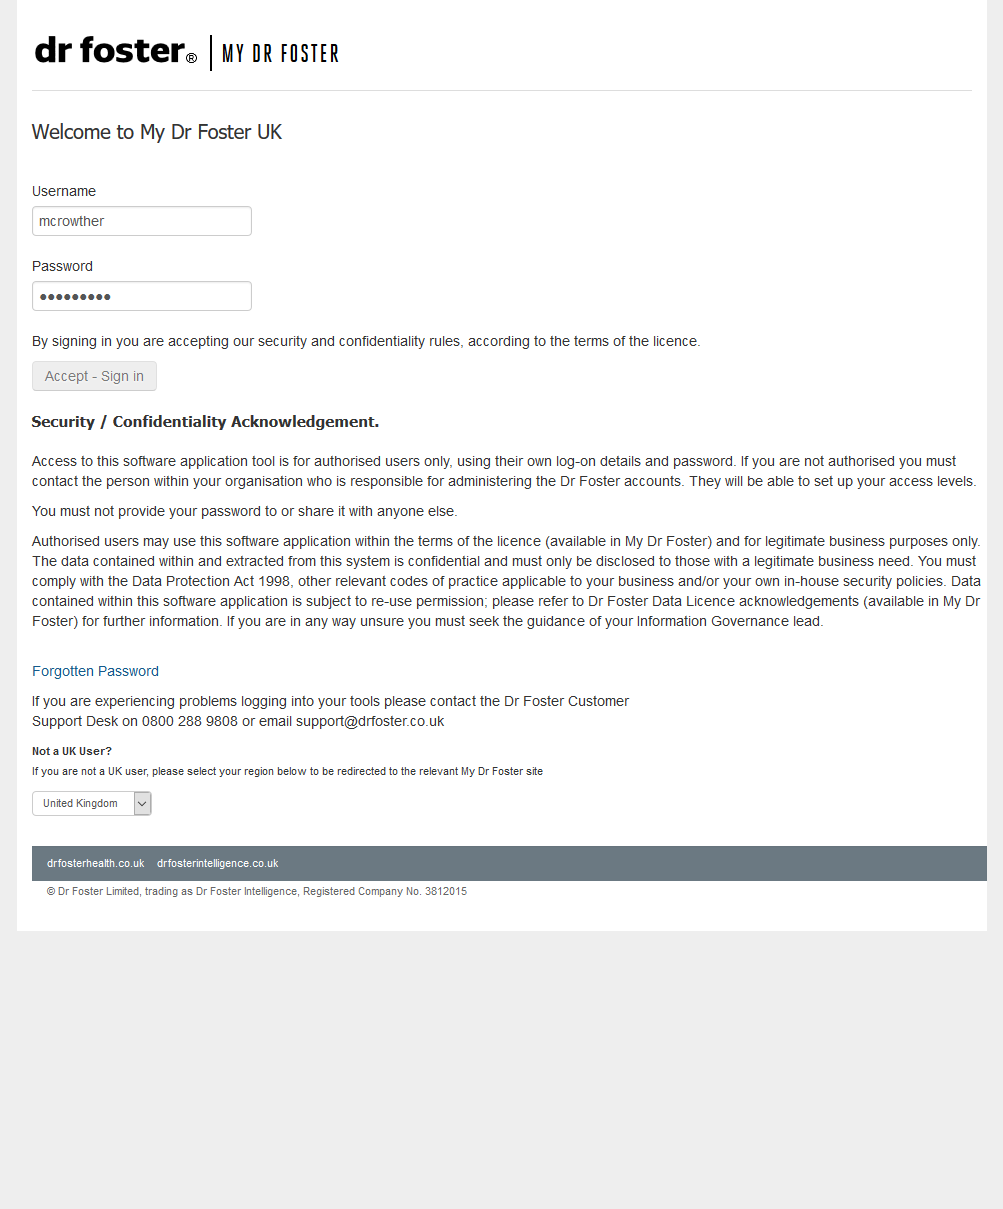 dr foster® MY DR FOSTER
Welcome to My Dr Foster UK
Username
mcrowther
Password
●●●●●●●●●
By signing in you are accepting our security and confidentiality rules, according to the terms of the licence.
Accept - Sign in
Security / Confidentiality Acknowledgement.
Access to this software application tool is for authorised users only, using their own log-on details and password. If you are not authorised you must
contact the person within your organisation who is responsible for administering the Dr Foster accounts. They will be able to set up your access levels.
You must not provide your password to or share it with anyone else.
Authorised users may use this software application within the terms of the licence (available in My Dr Foster) and for legitimate business purposes only.
The data contained within and extracted from this system is confidential and must only be disclosed to those with a legitimate business need. You must
comply with the Data Protection Act 1998, other relevant codes of practice applicable to your business and/or your own in-house security policies. Data
contained within this software application is subject to re-use permission; please refer to Dr Foster Data Licence acknowledgements (available in My Dr
Foster) for further information. If you are in any way unsure you must seek the guidance of your Information Governance lead.
Forgotten Password
If you are experiencing problems logging into your tools please contact the Dr Foster Customer
Support Desk on 0800 288 9808 or email support@drfoster.co.uk
Not a UK User?
If you are not a UK user, please select your region below to be redirected to the relevant My Dr Foster site
United Kingdom
drfosterhealth.co.uk drfosterintelligence.co.uk
© Dr Foster Limited, trading as Dr Foster Intelligence, Registered Company No. 3812015